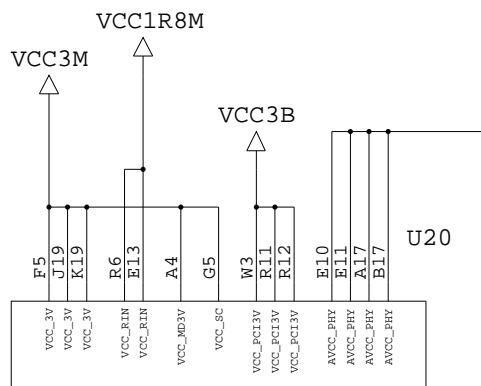 VCC1R8M
VCC3M
VCC3B
U20
F5
J19
K19
R6
E13
A4
G5
W3
R11
R12
E10
E11
A17
B17
VCC_3V
VCC_3V
VCC_3V
VCC_RIN
VCC_RIN
VCC_MD3V
VCC_SC
VCC_PCI3V
VCC_PCI3V
VCC_PCI3V
AVCC_PHY
AVCC_PHY
AVCC_PHY
AVCC_PHY